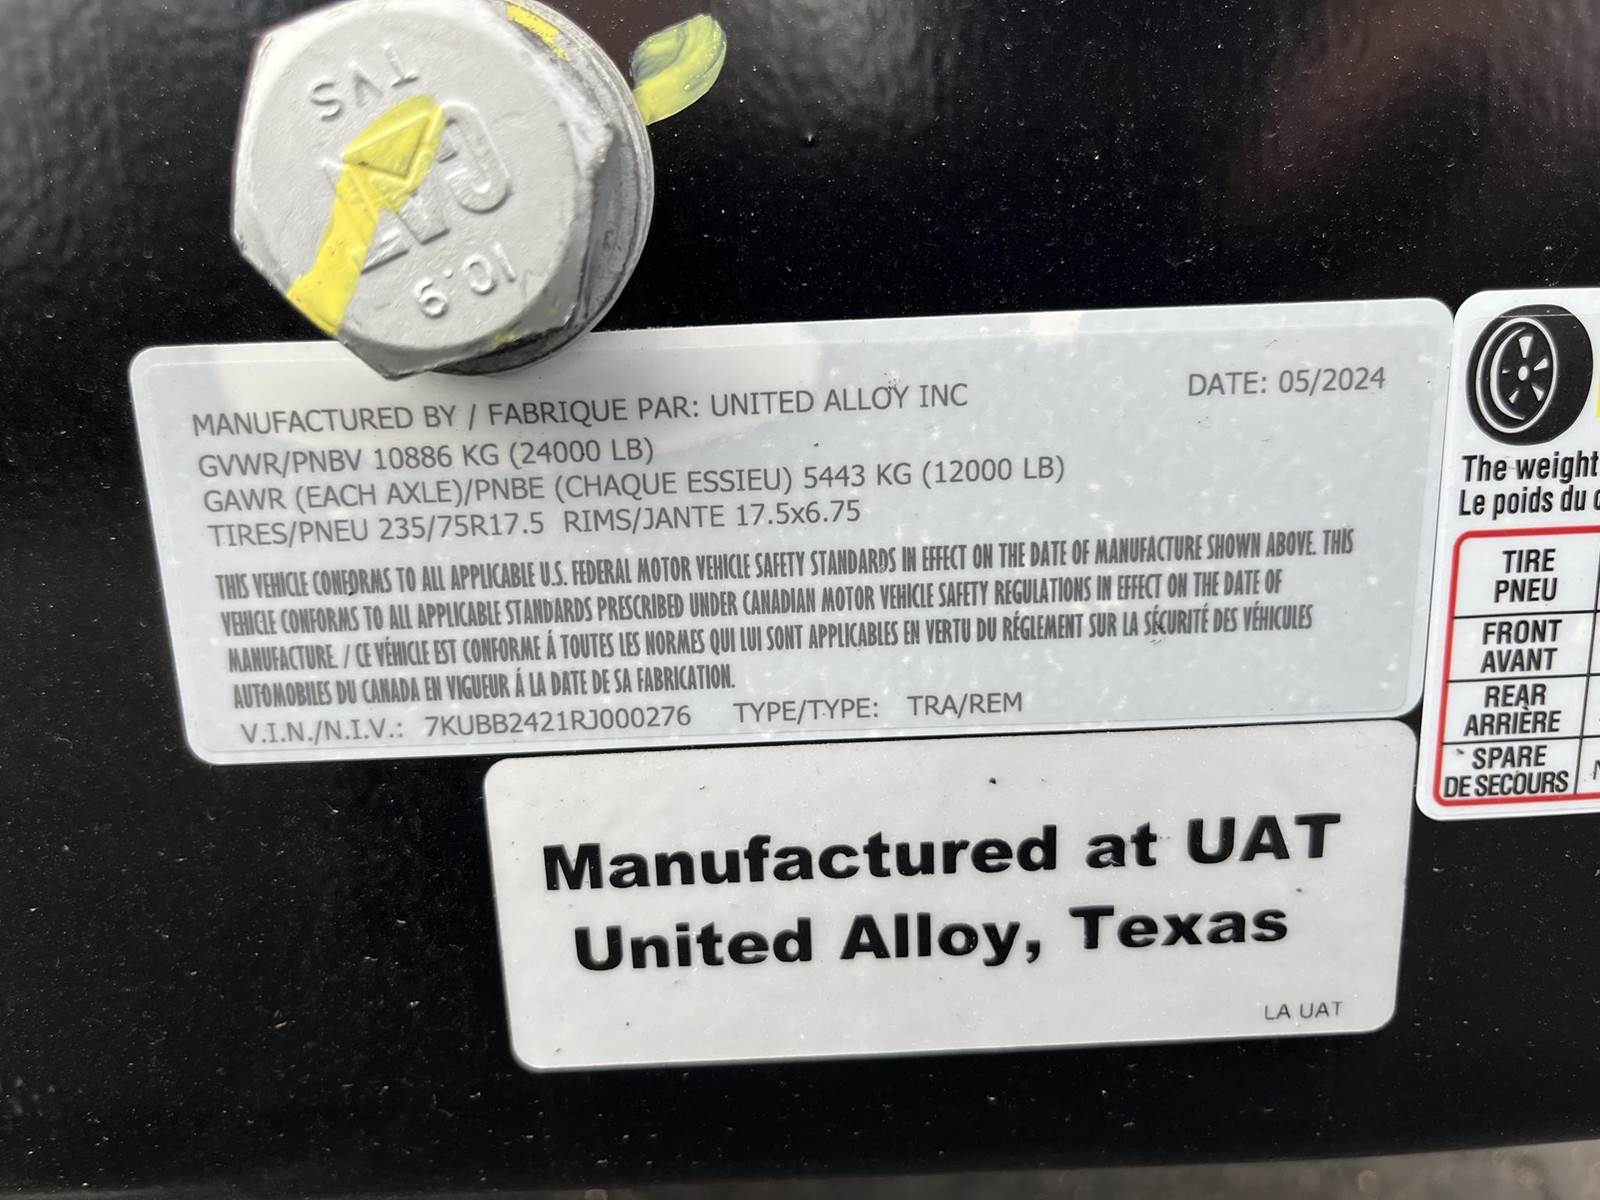 TVS
CAT
10.9
MANUFACTURED BY / FABRIQUE PAR: UNITED ALLOY INC
DATE: 05/2024
GVWR/PNBV 10886 KG (24000 LB)
GAWR (EACH AXLE)/PNBE (CHAQUE ESSIEU) 5443 KG (12000 LB)
TIRES/PNEU 235/75R17.5 RIMS/JANTE 17.5x6.75
THIS VEHICLE CONFORMS TO ALL APPLICABLE U.S. FEDERAL MOTOR VEHICLE SAFETY STANDARDS IN EFFECT ON THE DATE OF MANUFACTURE SHOWN ABOVE. THIS
VEHICLE CONFORMS TO ALL APPLICABLE STANDARDS PRESCRIBED UNDER CANADIAN MOTOR VEHICLE SAFETY REGULATIONS IN EFFECT ON THE DATE OF
MANUFACTURE. / CE VÉHICLE EST CONFORME Á TOUTES LES NORMES QUI LUI SONT APPLICABLES EN VERTU DU RÉGLEMENT SUR LA SÉCURITÉ DES VÉHICULES
AUTOMOBILES DU CANADA EN VIGUEUR Á LA DATE DE SA FABRICATION.
V.I.N./N.I.V.: 7KUBB2421RJ000276 TYPE/TYPE: TRA/REM
Manufactured at UAT
United Alloy, Texas
LA UAT
The weight
Le poids du
TIRE
PNEU
FRONT
AVANT
REAR
ARRIÈRE
SPARE
DE SECOURS